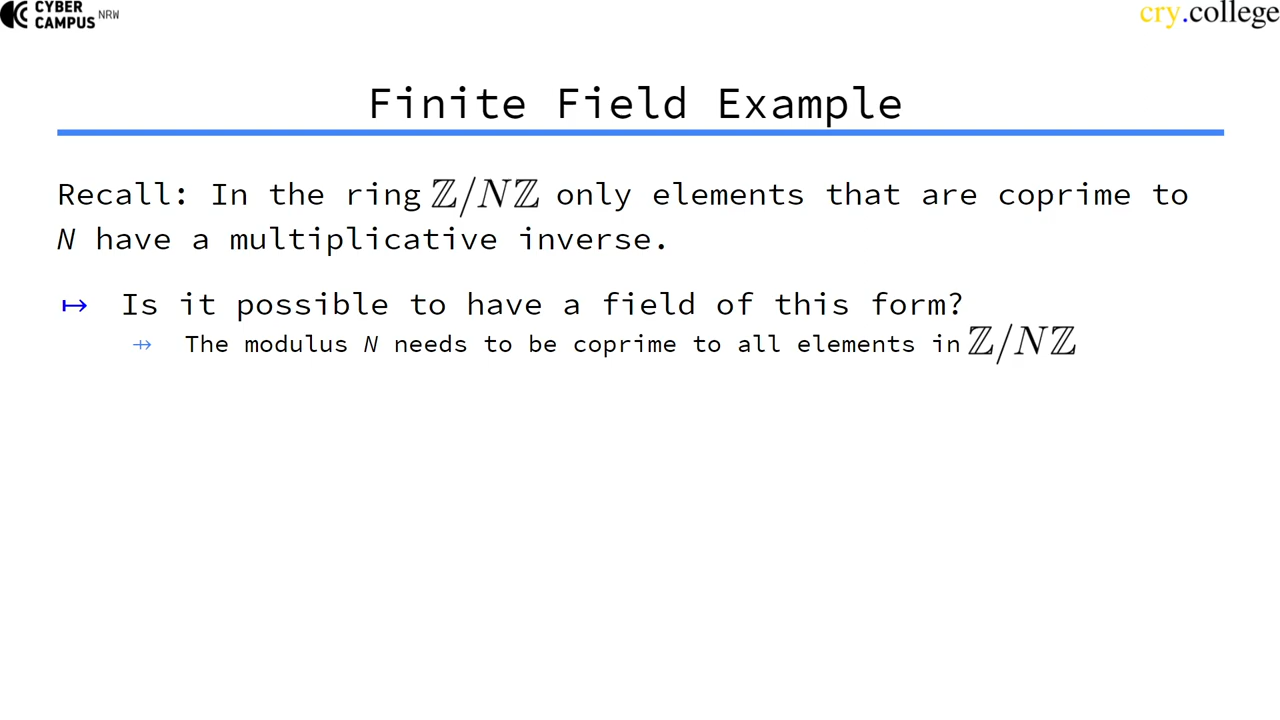 CYBER
CAMPUS NRW
cry.college
Finite Field Example
Recall: In the ring ℤ/Nℤ only elements that are coprime to
N have a multiplicative inverse.
↦ Is it possible to have a field of this form?
⇸ The modulus N needs to be coprime to all elements in ℤ/Nℤ